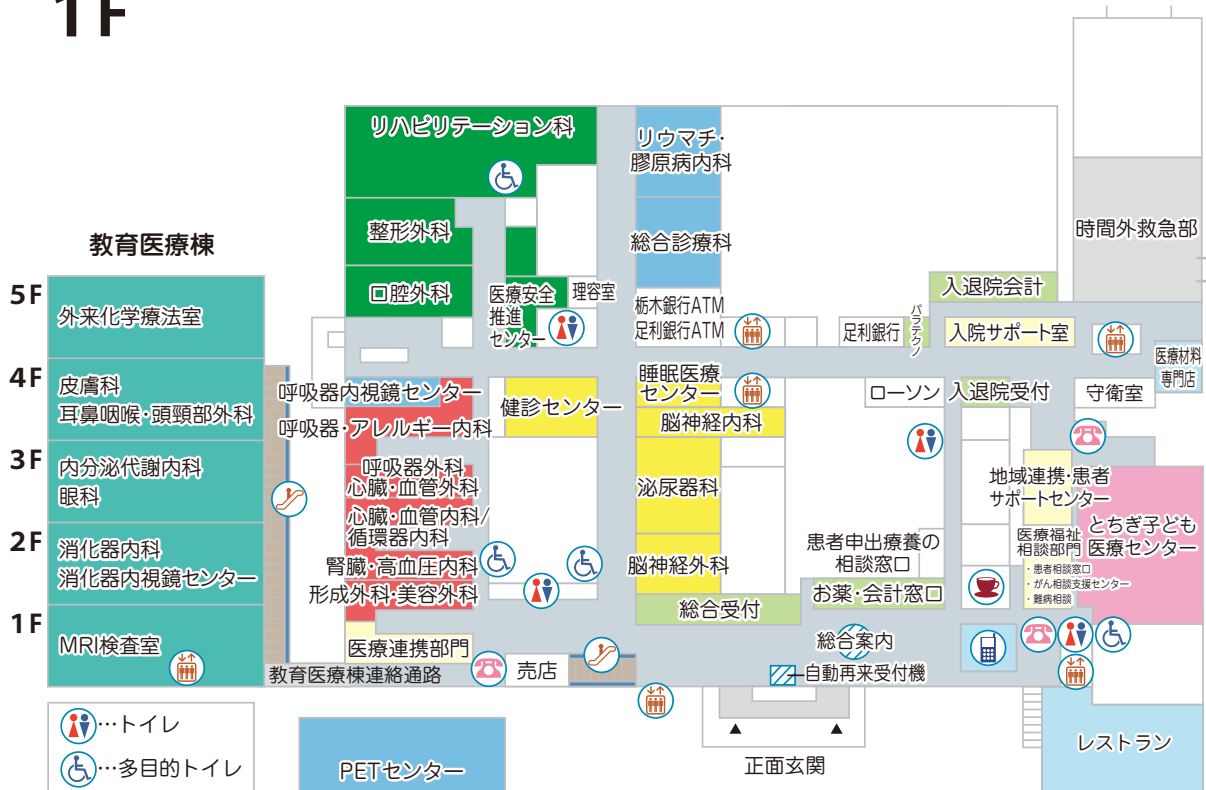 1F
リハビリテーション科
リウマチ・
膠原病内科
整形外科
総合診療科
時間外救急部
教育医療棟
口腔外科
医療安全
推進
センター
理容室
栃木銀行ATM
足利銀行ATM
足利銀行
パラテクノ
入退院会計
入院サポート室
医療材料
専門店
5F
外来化学療法室
4F
皮膚科
耳鼻咽喉・頭頸部外科
3F
内分泌代謝内科
眼科
2F
消化器内科
消化器内視鏡センター
1F
MRI検査室
呼吸器内視鏡センター
呼吸器・アレルギー内科
呼吸器外科
心臓・血管外科
心臓・血管内科/
循環器内科
腎臓・高血圧内科
形成外科・美容外科
医療連携部門
教育医療棟連絡通路
健診センター
睡眠医療
センター
脳神経内科
泌尿器科
脳神経外科
総合受付
売店
ローソン
入退院受付
守衛室
地域連携・患者
サポートセンター
とちぎ子ども
医療センター
医療福祉
相談部門
・患者相談窓口
・がん相談支援センター
・難病相談
患者申出療養の
相談窓口
お薬・会計窓口
総合案内
自動再来受付機
正面玄関
レストラン
PETセンター
…トイレ
…多目的トイレ